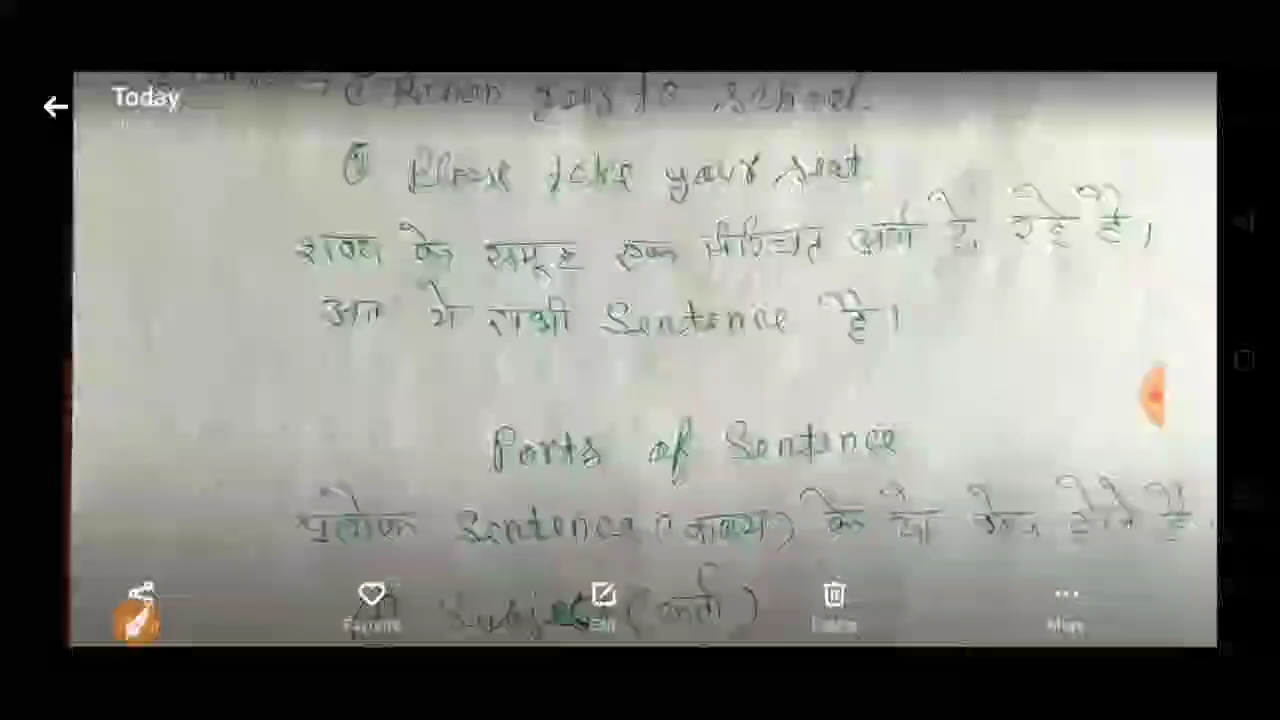 Today
Raman goes to school.
Please take your seat
शब्द के समूह एक निश्चित अर्थ दे रहे है।
अतः ये सभी Sentence है।
Parts of Sentence
प्रत्येक Sentence (वाक्य) के दो अंग होते है
Subject (कर्ता)
Favorite Edit Delete More